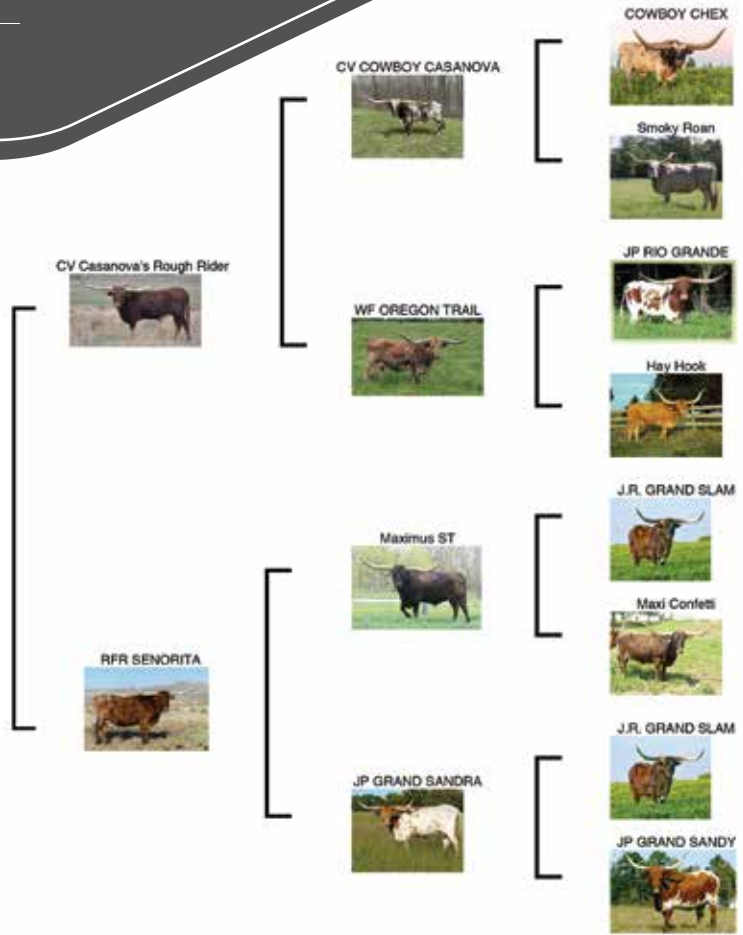 COWBOY CHEX
CV COWBOY CASANOVA
Smoky Roan
CV Casanova's Rough Rider
JP RIO GRANDE
WF OREGON TRAIL
Hay Hook
J.R. GRAND SLAM
Maximus ST
Maxi Confetti
RFR SENORITA
J.R. GRAND SLAM
JP GRAND SANDRA
JP GRAND SANDY